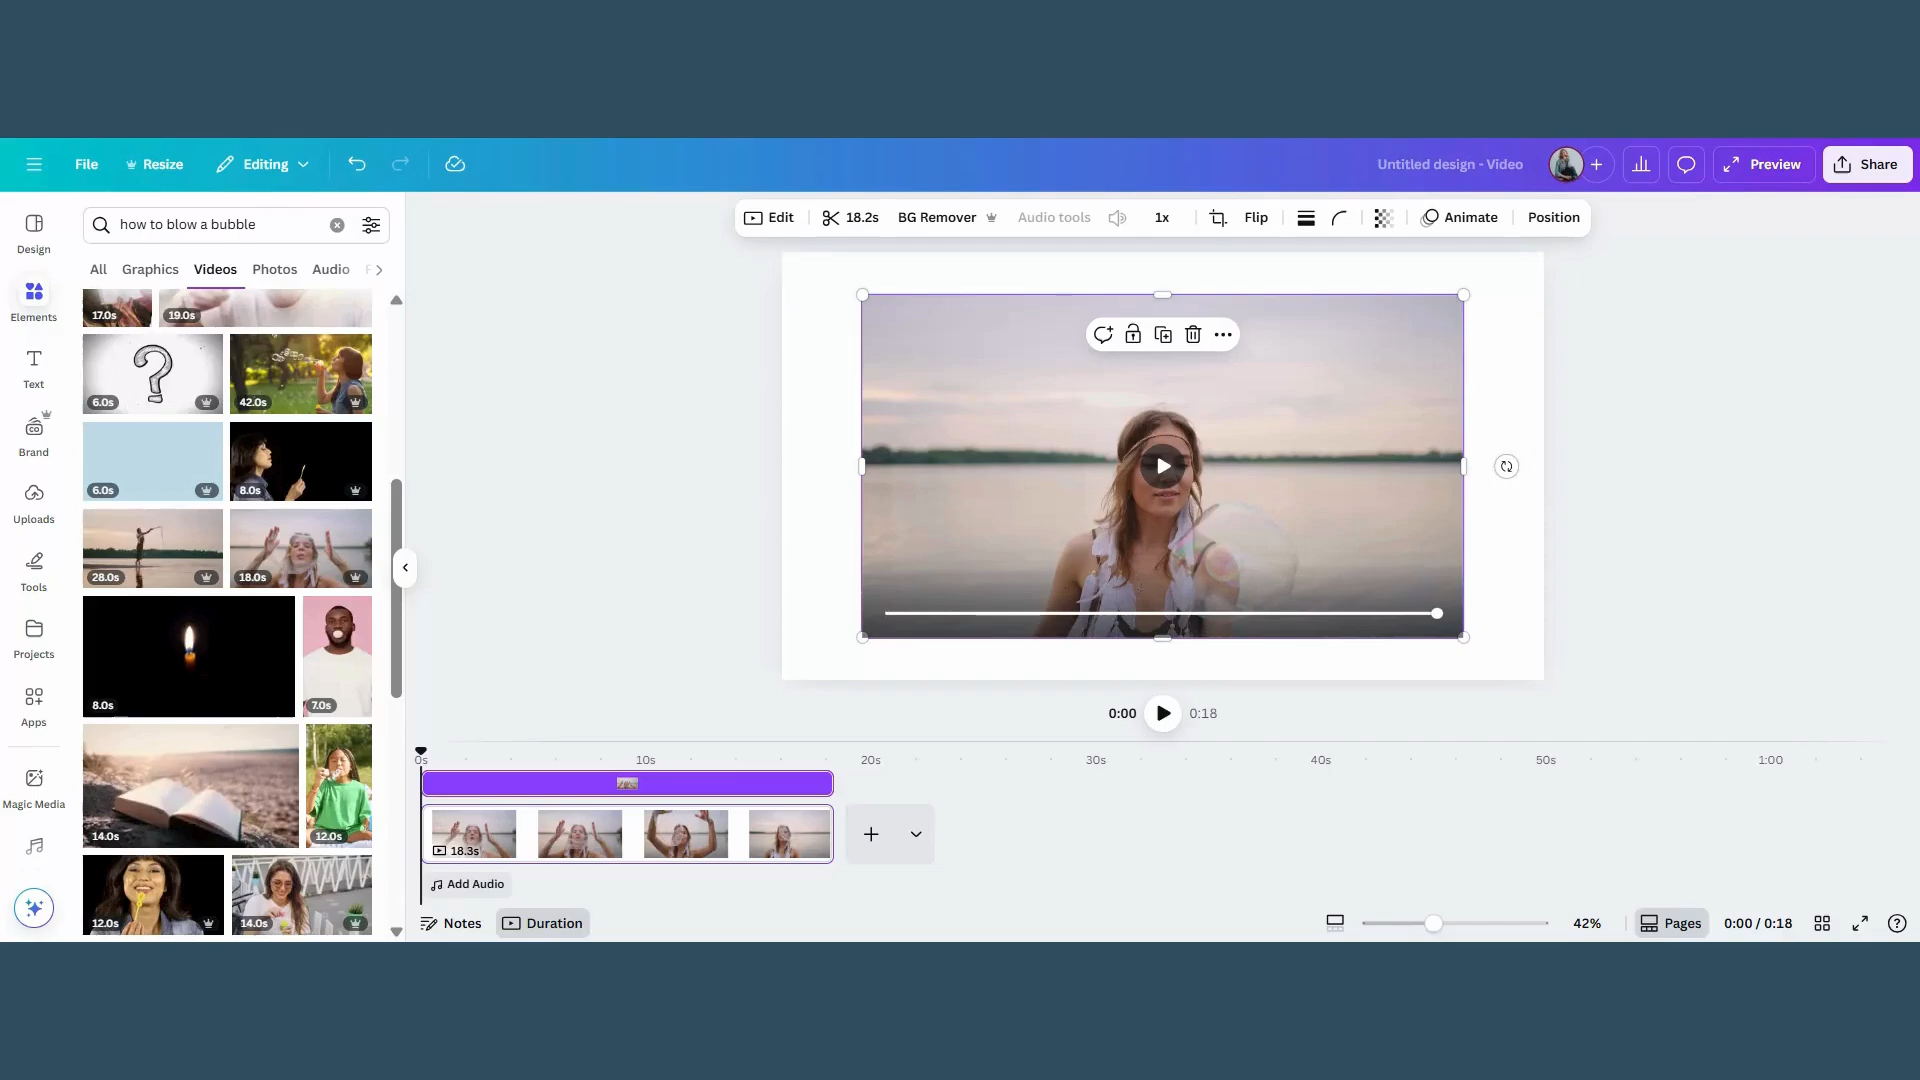 File
Resize
Editing
Untitled design - Video
Preview
Share
Design
Elements
Text
Brand
Uploads
Tools
Projects
Apps
Magic Media
how to blow a bubble
All
Graphics
Videos
Photos
Audio
17.0s
19.0s
6.0s
42.0s
6.0s
8.0s
28.0s
18.0s
8.0s
7.0s
14.0s
12.0s
12.0s
14.0s
Edit
18.2s
BG Remover
Audio tools
1x
Flip
Animate
Position
0:00
0:18
0s
10s
20s
30s
40s
50s
1:00
18.3s
Add Audio
Notes
Duration
42%
Pages
0:00 / 0:18